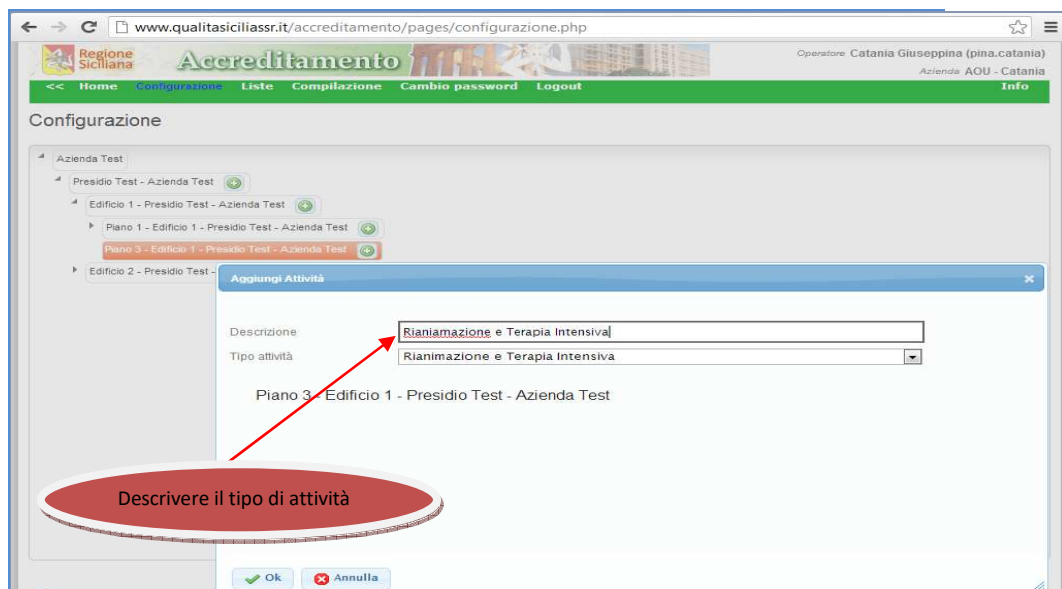 www.qualitasiciliassr.it/accreditamento/pages/configurazione.php
Regione Siciliana
Accreditamento
Operatore Catania Giuseppina (pina.catania)
Azienda AOU - Catania
<< Home Configurazione Liste Compilazione Cambio password Logout Info
Configurazione
Azienda Test
Presidio Test - Azienda Test
Edificio 1 - Presidio Test - Azienda Test
Piano 1 - Edificio 1 - Presidio Test - Azienda Test
Piano 3 - Edificio 1 - Presidio Test - Azienda Test
Edificio 2 - Presidio Test -
Aggiungi Attività
Descrizione Rianiamazione e Terapia Intensiva
Tipo attività Rianimazione e Terapia Intensiva
Piano 3 - Edificio 1 - Presidio Test - Azienda Test
Descrivere il tipo di attività
Ok Annulla